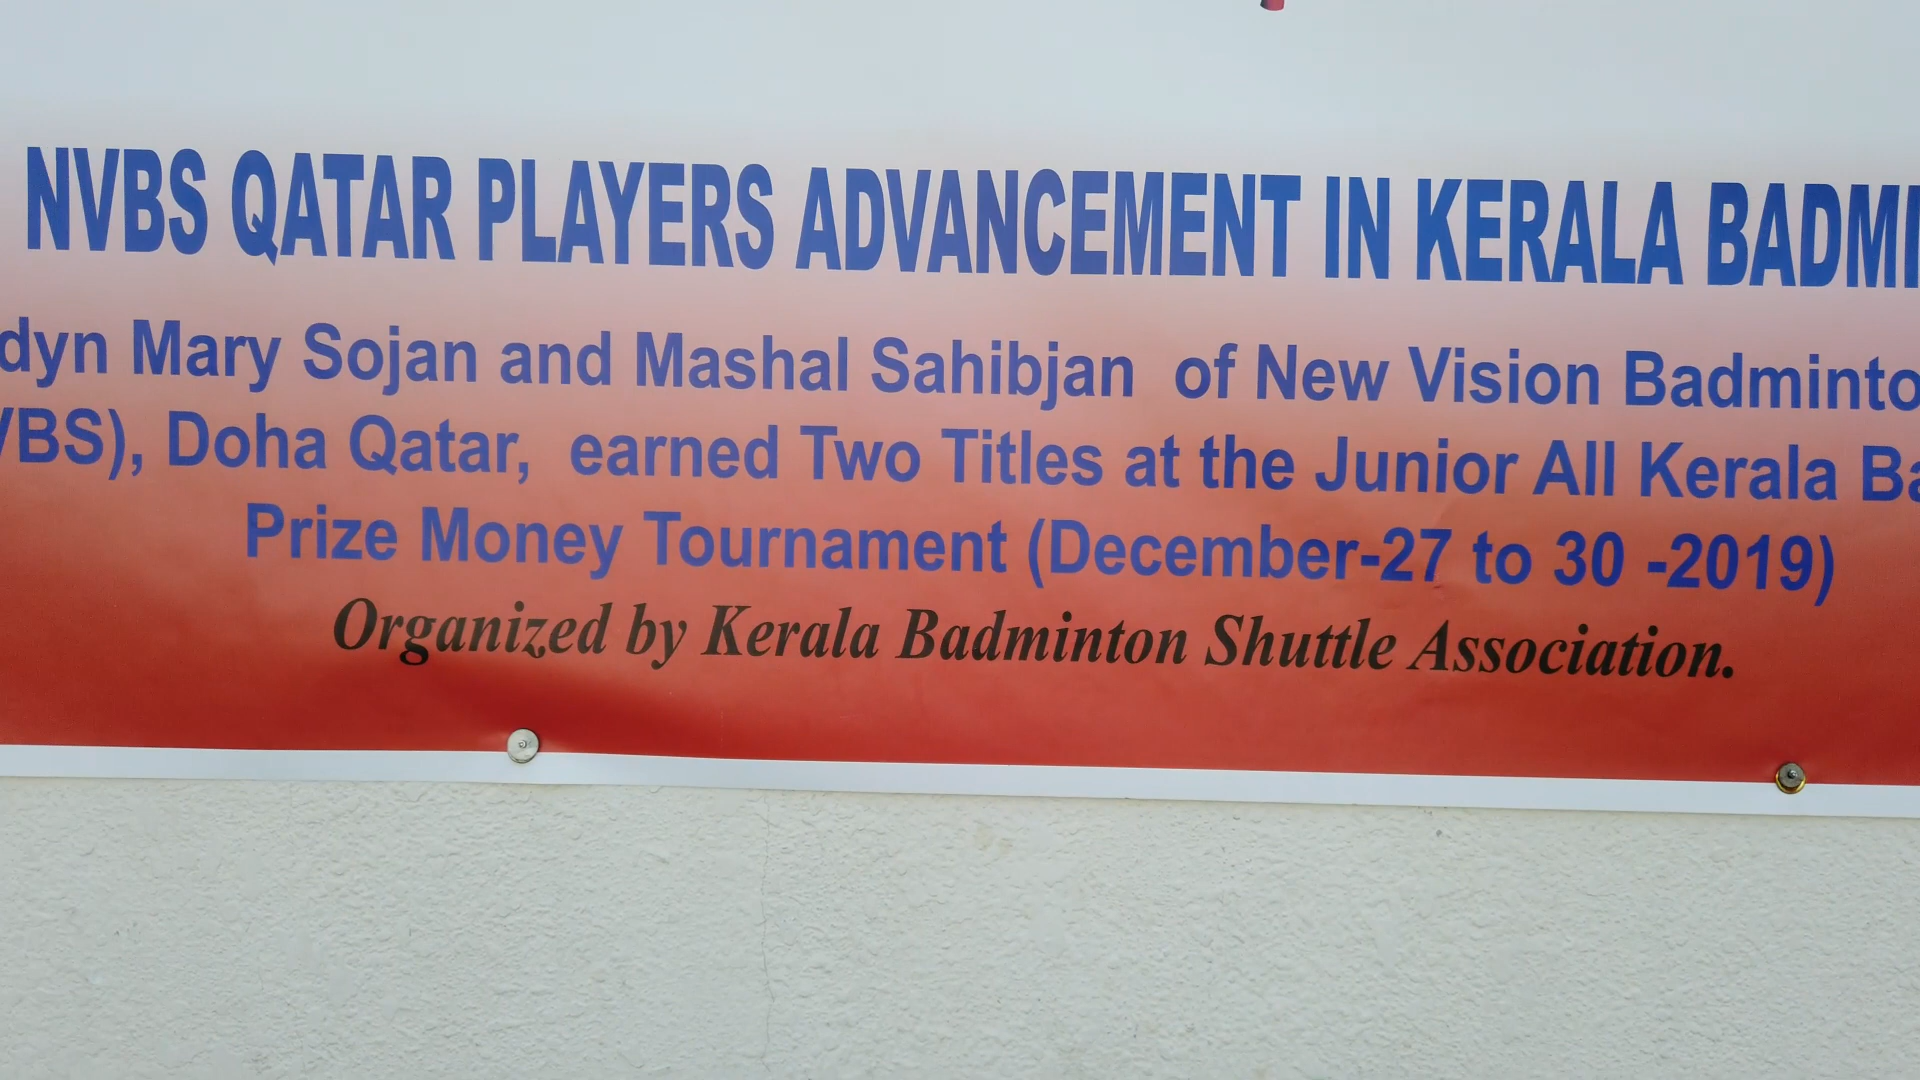 NVBS QATAR PLAYERS ADVANCEMENT IN KERALA BADMI
dyn Mary Sojan and Mashal Sahibjan of New Vision Badminto
VBS), Doha Qatar, earned Two Titles at the Junior All Kerala Ba
Prize Money Tournament (December-27 to 30 -2019)
Organized by Kerala Badminton Shuttle Association.